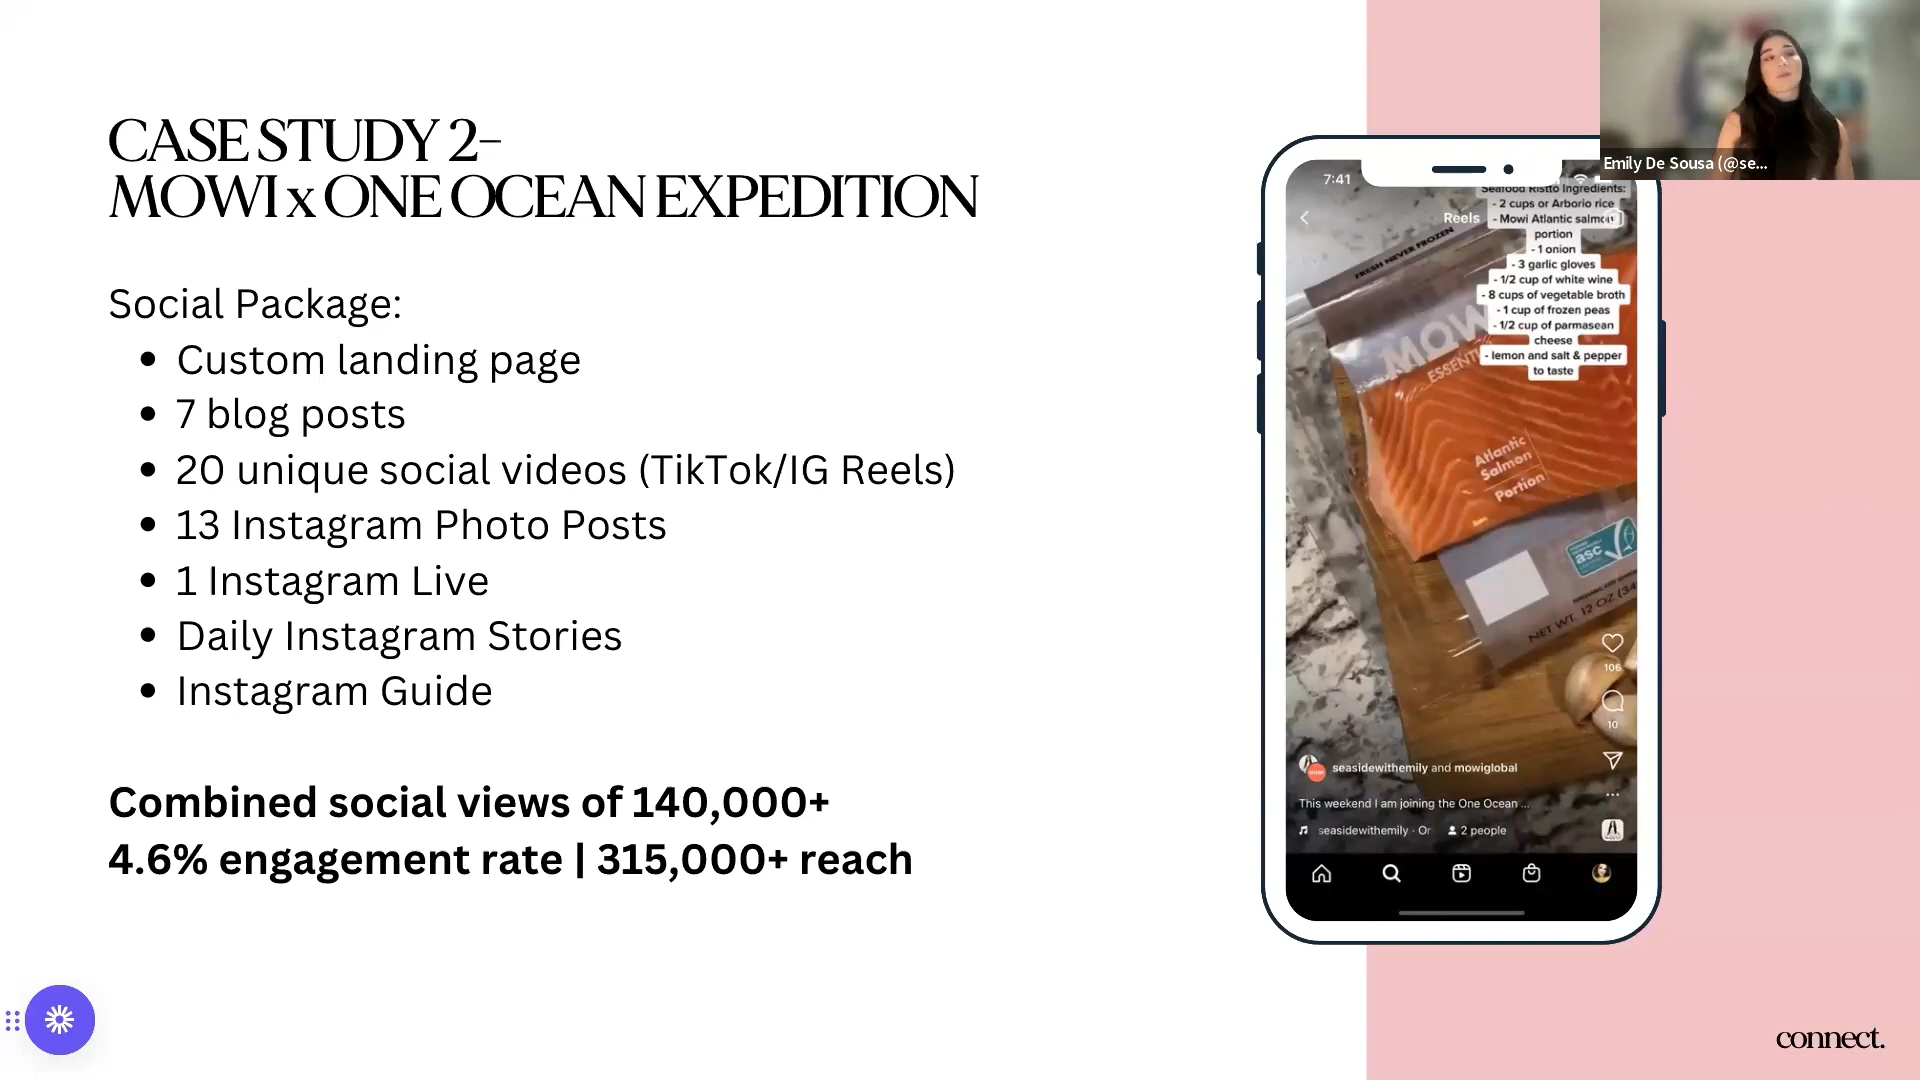 CASE STUDY 2–
MOWI x ONE OCEAN EXPEDITION
Social Package:
• Custom landing page
• 7 blog posts
• 20 unique social videos (TikTok/IG Reels)
• 13 Instagram Photo Posts
• 1 Instagram Live
• Daily Instagram Stories
• Instagram Guide
Combined social views of 140,000+
4.6% engagement rate | 315,000+ reach
Emily De Sousa (@se...
7:41
Reels
Seafood Ristto Ingredients:
- 2 cups or Arborio rice
- Mowi Atlantic salmon
portion
- 1 onion
- 3 garlic gloves
- 1/2 cup of white wine
- 8 cups of vegetable broth
- 1 cup of frozen peas
- 1/2 cup of parmasean
cheese
- lemon and salt & pepper
to taste
FRESH NEVER FROZEN
MOWI
Atlantic
Salmon
Portion
asc
NET WT. 12 OZ
106
10
seasidewithemily and mowiglobal
This weekend I am joining the One Ocean ...
seasidewithemily · Or
2 people
connect.